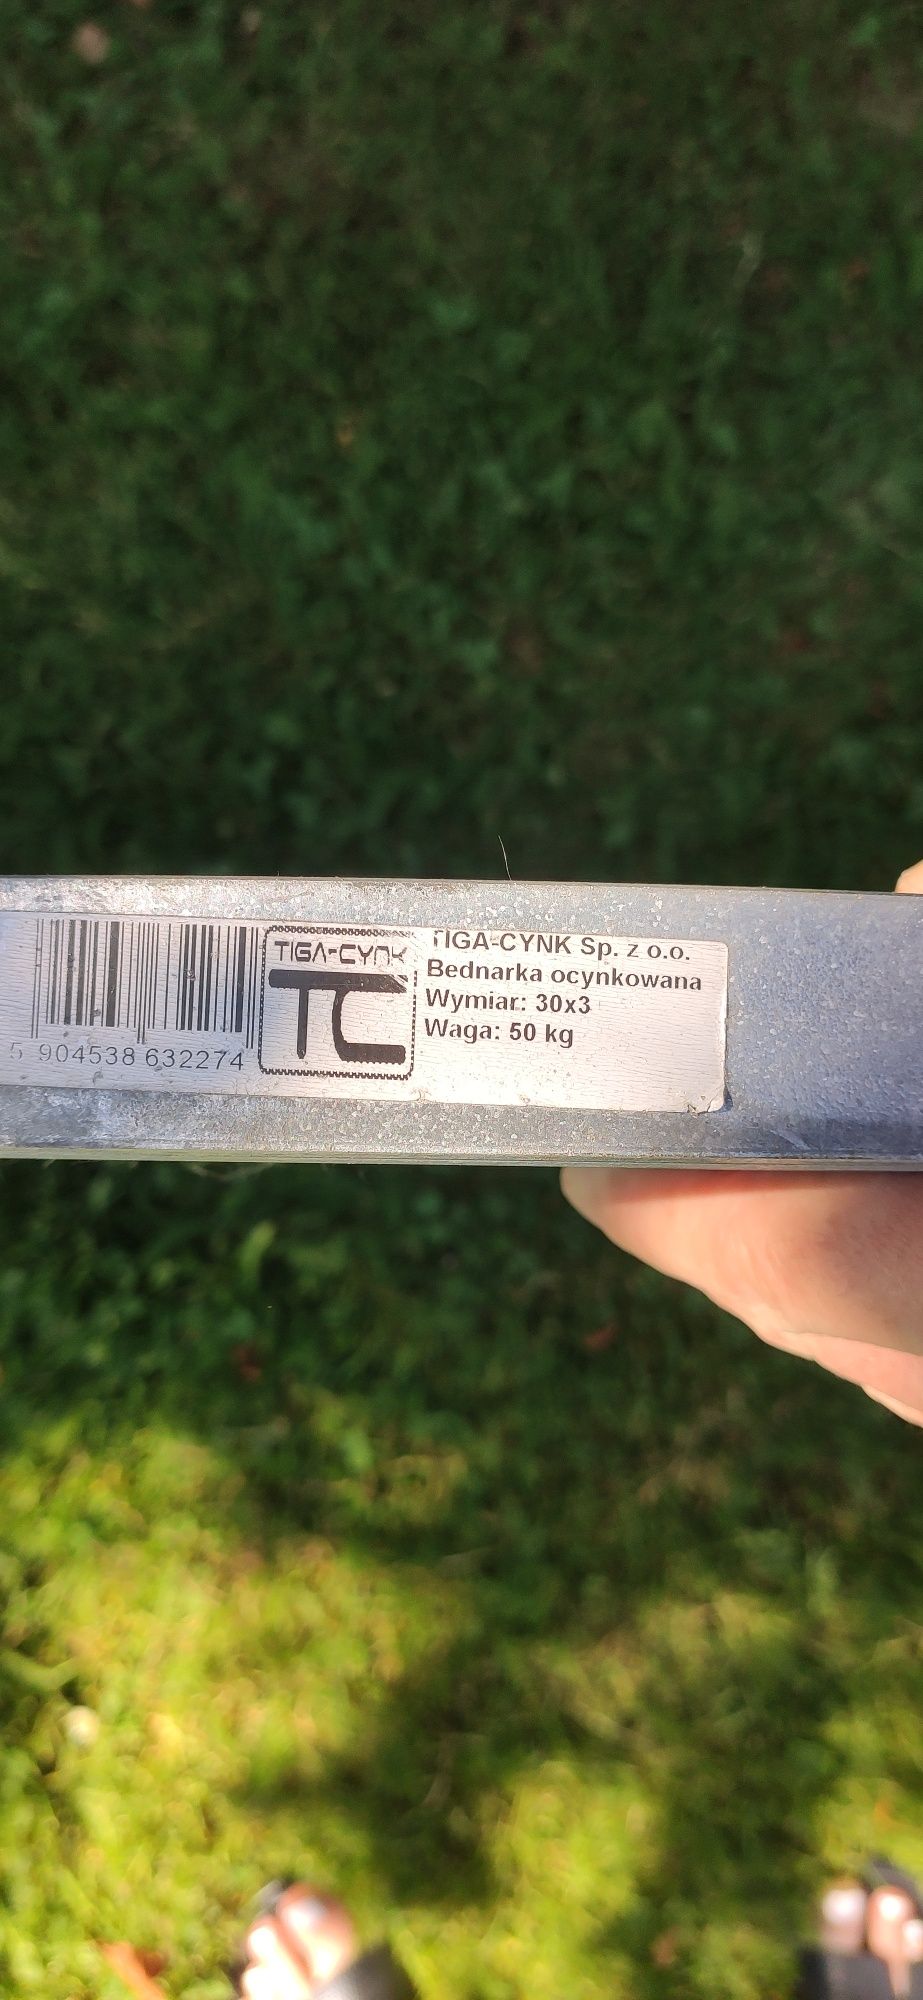 5 904538 632274
TIGA-CYNK
TC
TIGA-CYNK Sp. z o.o.
Bednarka ocynkowana
Wymiar: 30x3
Waga: 50 kg